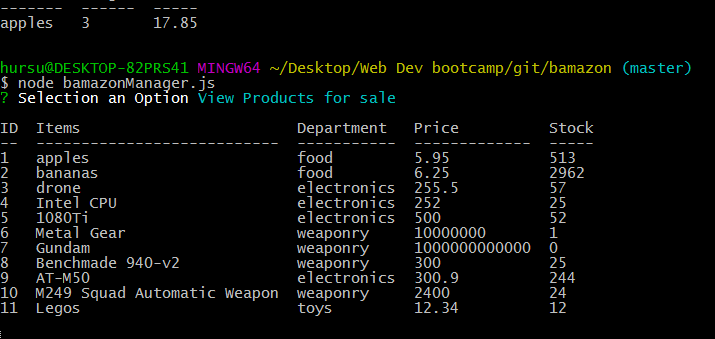 -------  ------  -----
apples   3       17.85
hursu@DESKTOP-82PRS41 MINGW64 ~/Desktop/Web Dev bootcamp/git/bamazon (master)
$ node bamazonManager.js
? Selection an Option View Products for sale
ID  Items                        Department   Price          Stock
--  ---------------------------  -----------  -------------  -----
1   apples                       food         5.95           513
2   bananas                      food         6.25           2962
3   drone                        electronics  255.5          57
4   Intel CPU                    electronics  252            25
5   1080Ti                       electronics  500            52
6   Metal Gear                   weaponry     10000000       1
7   Gundam                       weaponry     1000000000000  0
8   Benchmade 940-v2             weaponry     300            25
9   AT-M50                       electronics  300.9          244
10  M249 Squad Automatic Weapon  weaponry     2400           24
11  Legos                        toys         12.34          12